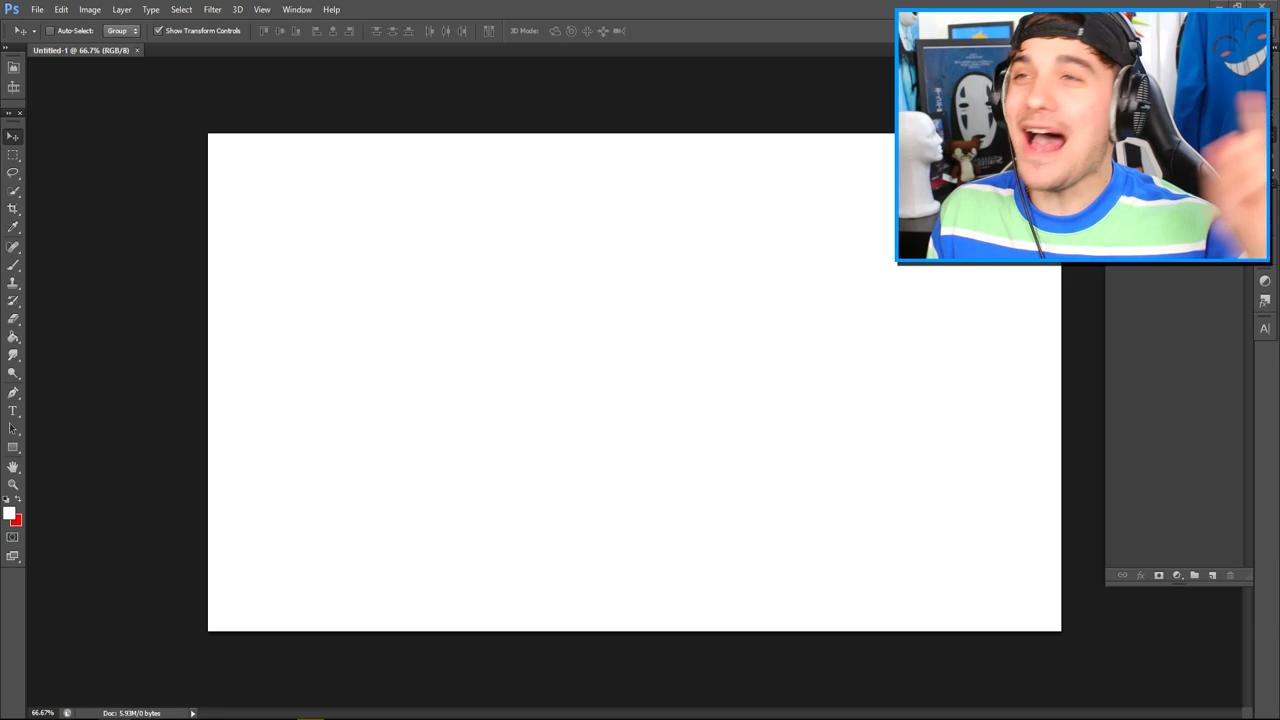 Ps File Edit Image Layer Type Select Filter 3D View Window Help
Auto-Select: Group Show Transform Controls 3D Mode:
Untitled-1 @ 66.7% (RGB/8) ×
T
A
fx
66.67% Doc: 5.93M/0 bytes